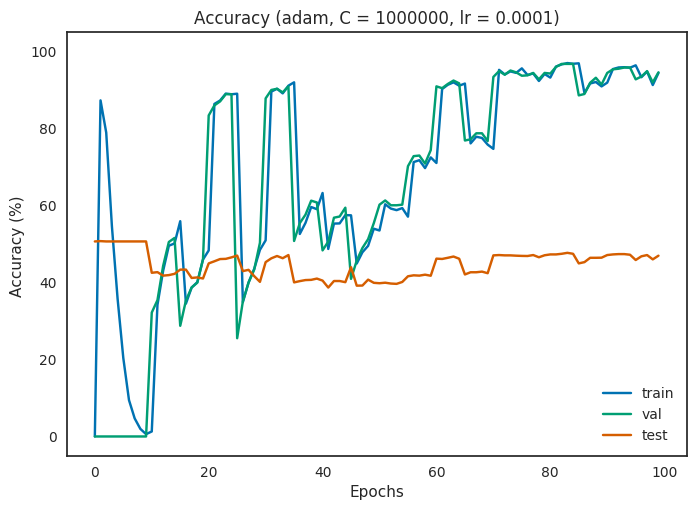 Accuracy (adam, C = 1000000, lr = 0.0001)
Accuracy (%)
100
80
60
40
20
0
0 20 40 60 80 100
Epochs
train
val
test